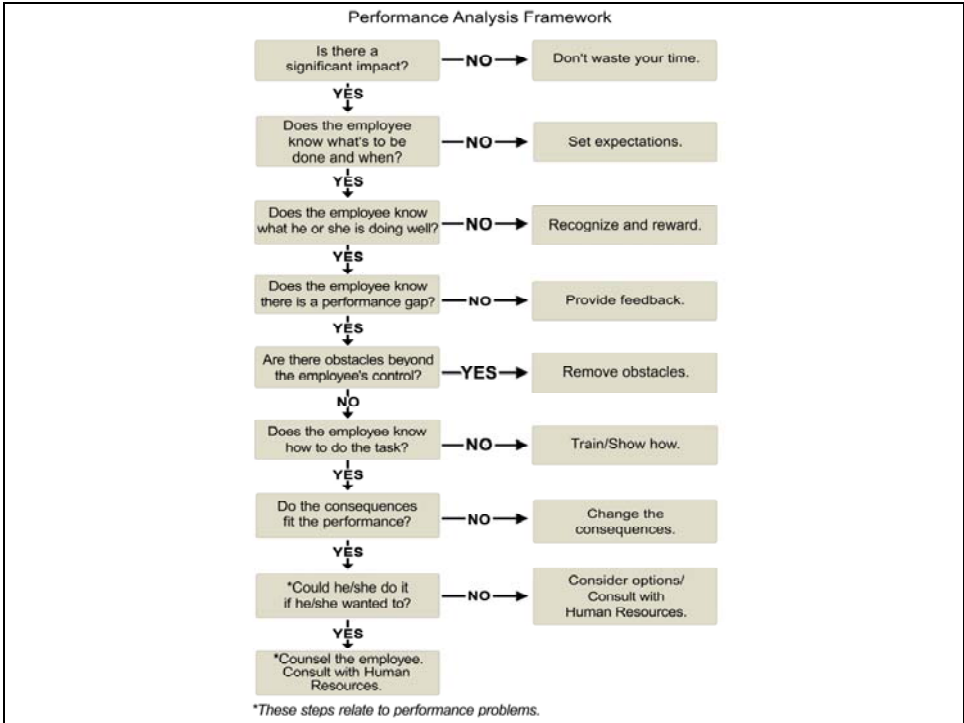 Performance Analysis Framework
Is there a
significant impact?
NO
Don't waste your time.
YES
Does the employee
know what's to be
done and when?
NO
Set expectations.
YES
Does the employee know
what he or she is doing well?
NO
Recognize and reward.
YES
Does the employee know
there is a performance gap?
NO
Provide feedback.
YES
Are there obstacles beyond
the employee's control?
YES
Remove obstacles.
NO
Does the employee know
how to do the task?
NO
Train/Show how.
YES
Do the consequences
fit the performance?
NO
Change the
consequences.
YES
*Could he/she do it
if he/she wanted to?
NO
Consider options/
Consult with
Human Resources.
YES
*Counsel the employee.
Consult with Human
Resources.
*These steps relate to performance problems.